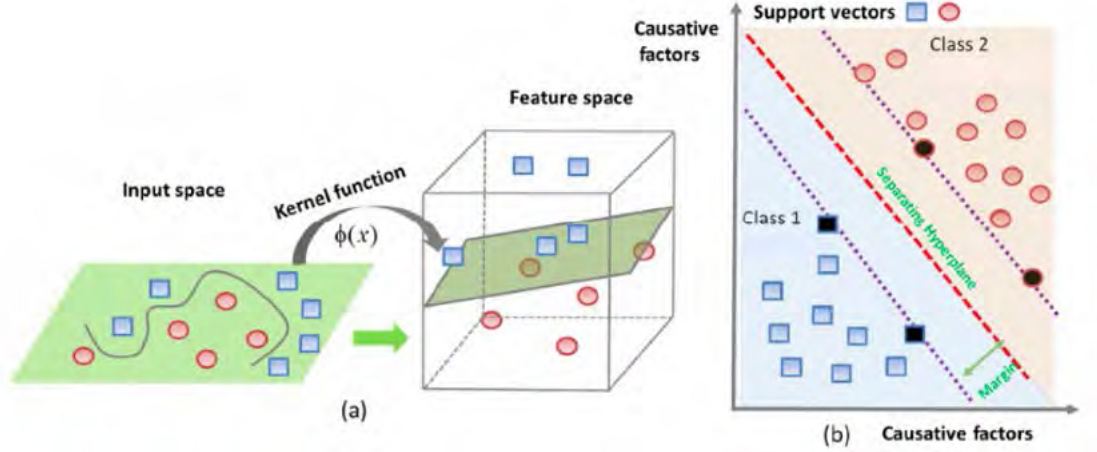 Input space
Kernel function
ϕ(x)
Feature space
(a)
Support vectors
Causative
factors
Class 2
Class 1
Separating Hyperplane
Margin
(b)
Causative factors